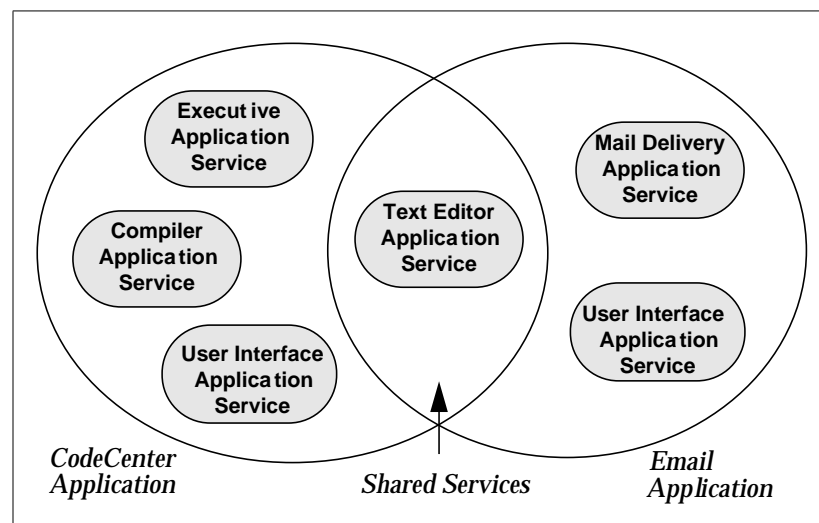 Executive
Application
Service
Compiler
Application
Service
User Interface
Application
Service
Text Editor
Application
Service
Mail Delivery
Application
Service
User Interface
Application
Service
CodeCenter
Application
Shared Services
Email
Application